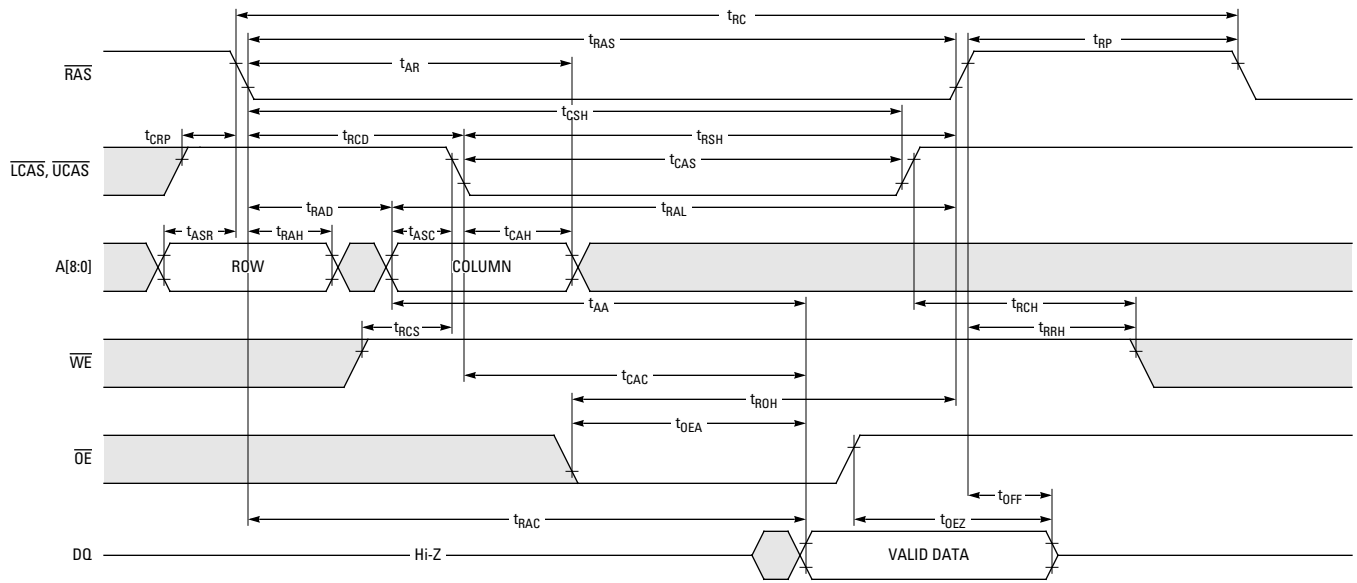 tRC
tRAS
tRP
tAR
RAS
tCSH
tCRP
tRCD
tRSH
LCAS, UCAS
tCAS
tRAD
tRAL
tASR
tRAH
tASC
tCAH
A[8:0]
ROW
COLUMN
tAA
tRCH
tRCS
tRRH
WE
tCAC
tROH
tOEA
OE
tOFF
tRAC
tOEZ
DQ
Hi-Z
VALID DATA